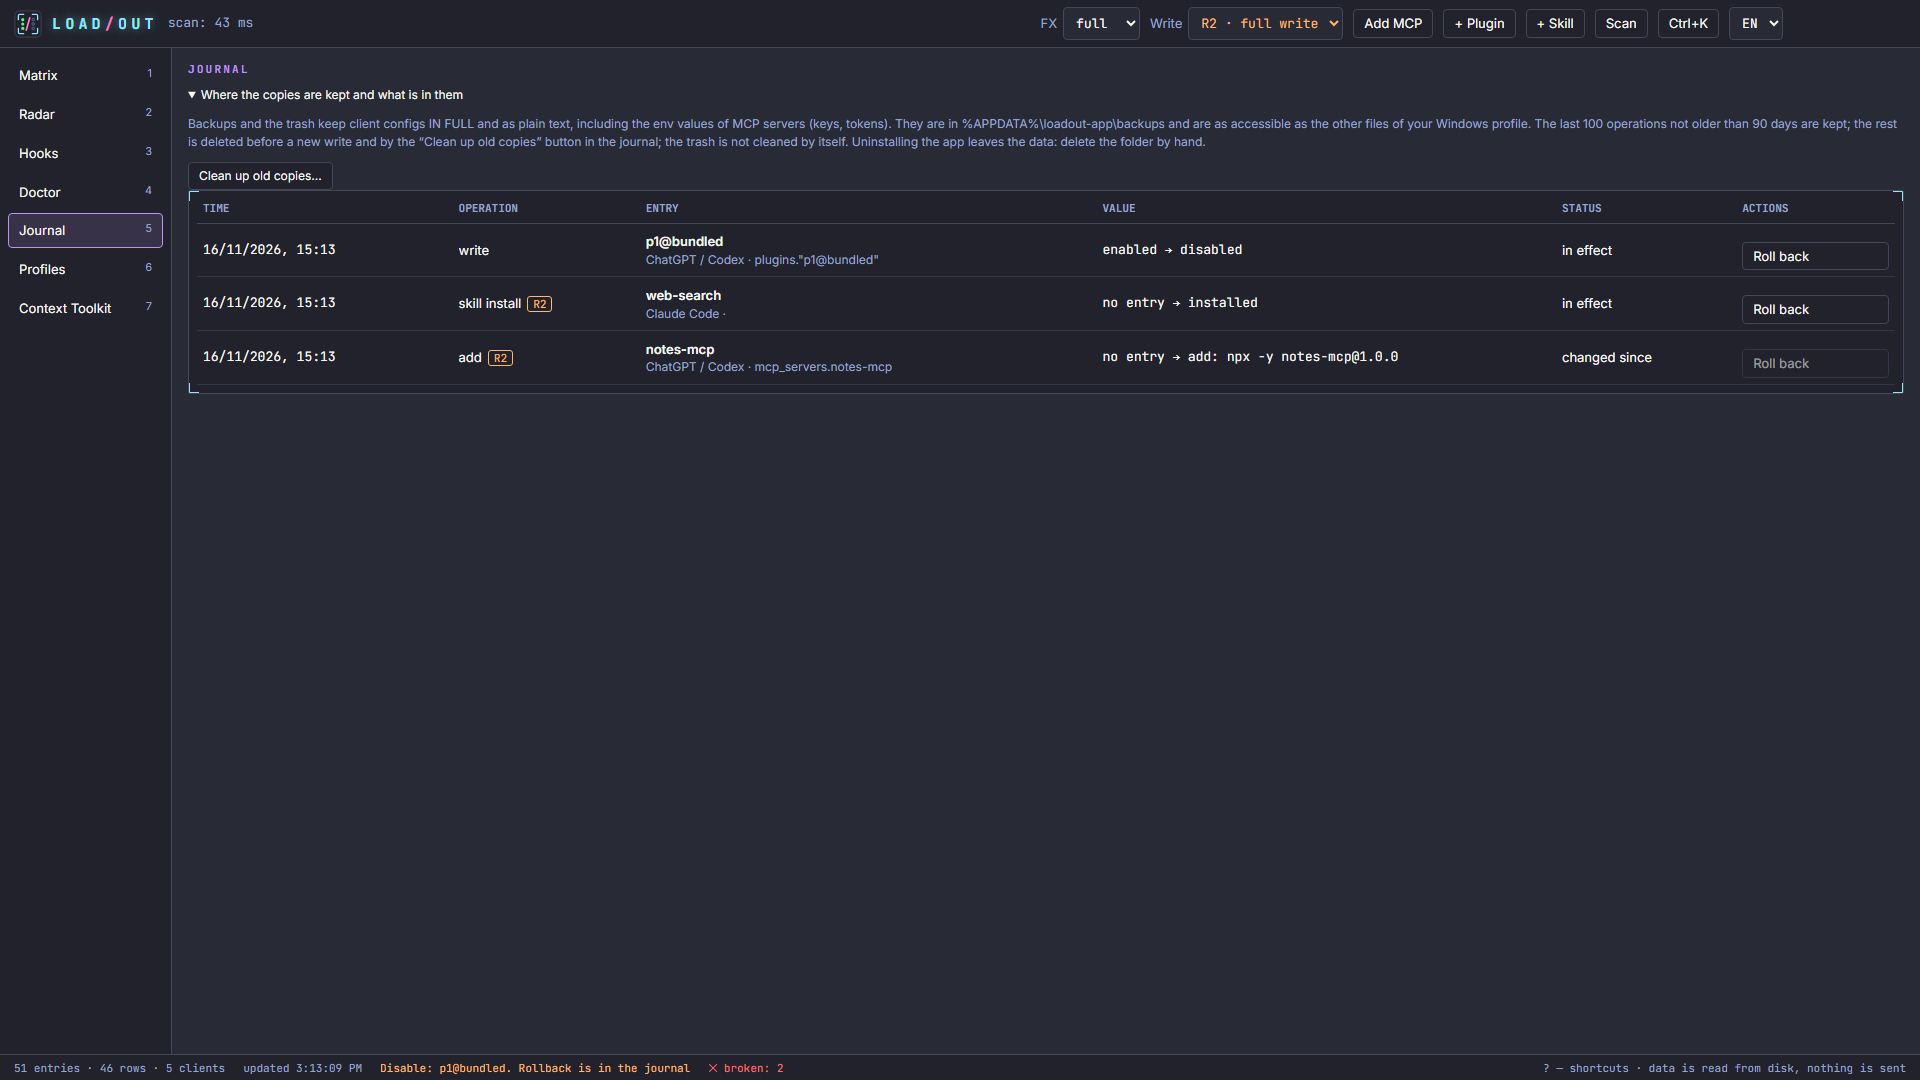 LOAD/OUT scan: 43 ms FX full Write R2 · full write Add MCP + Plugin + Skill Scan Ctrl+K EN
Matrix 1
Radar 2
Hooks 3
Doctor 4
Journal 5
Profiles 6
Context Toolkit 7
JOURNAL
▼ Where the copies are kept and what is in them
Backups and the trash keep client configs IN FULL and as plain text, including the env values of MCP servers (keys, tokens). They are in %APPDATA%\loadout-app\backups and are as accessible as the other files of your Windows profile. The last 100 operations not older than 90 days are kept; the rest
is deleted before a new write and by the “Clean up old copies” button in the journal; the trash is not cleaned by itself. Uninstalling the app leaves the data: delete the folder by hand.
Clean up old copies...
TIME OPERATION ENTRY VALUE STATUS ACTIONS
16/11/2026, 15:13 write p1@bundled enabled → disabled in effect Roll back
ChatGPT / Codex · plugins."p1@bundled"
16/11/2026, 15:13 skill install R2 web-search no entry → installed in effect Roll back
Claude Code ·
16/11/2026, 15:13 add R2 notes-mcp no entry → add: npx -y notes-mcp@1.0.0 changed since Roll back
ChatGPT / Codex · mcp_servers.notes-mcp
51 entries · 46 rows · 5 clients updated 3:13:09 PM Disable: p1@bundled. Rollback is in the journal ✕ broken: 2 ? — shortcuts · data is read from disk, nothing is sent